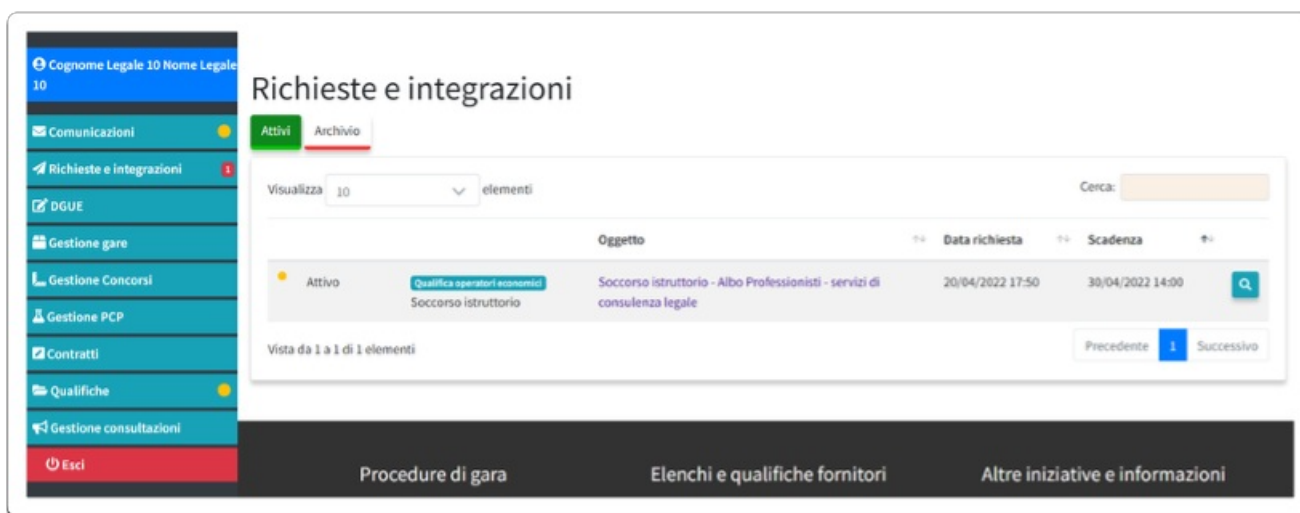 Cognome Legale 10 Nome Legale
10
Comunicazioni
Richieste e integrazioni 1
DGUE
Gestione gare
Gestione Concorsi
Gestione PCP
Contratti
Qualifiche
Gestione consultazioni
Esci
Richieste e integrazioni
Attivi Archivio
Visualizza 10 elementi Cerca:
Oggetto Data richiesta Scadenza
Attivo Qualifica operatori economici Soccorso istruttorio - Albo Professionisti - servizi di 20/04/2022 17:50 30/04/2022 14:00
Soccorso istruttorio consulenza legale
Vista da 1 a 1 di 1 elementi Precedente 1 Successivo
Procedure di gara Elenchi e qualifiche fornitori Altre iniziative e informazioni